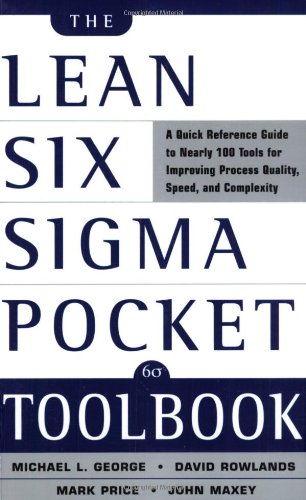 THE
LEAN
SIX
SIGMA
POCKET
A Quick Reference Guide
to Nearly 100 Tools for
Improving Process Quality,
Speed, and Complexity
6σ
TOOLBOOK
MICHAEL L. GEORGE • DAVID ROWLANDS
MARK PRICE • JOHN MAXEY